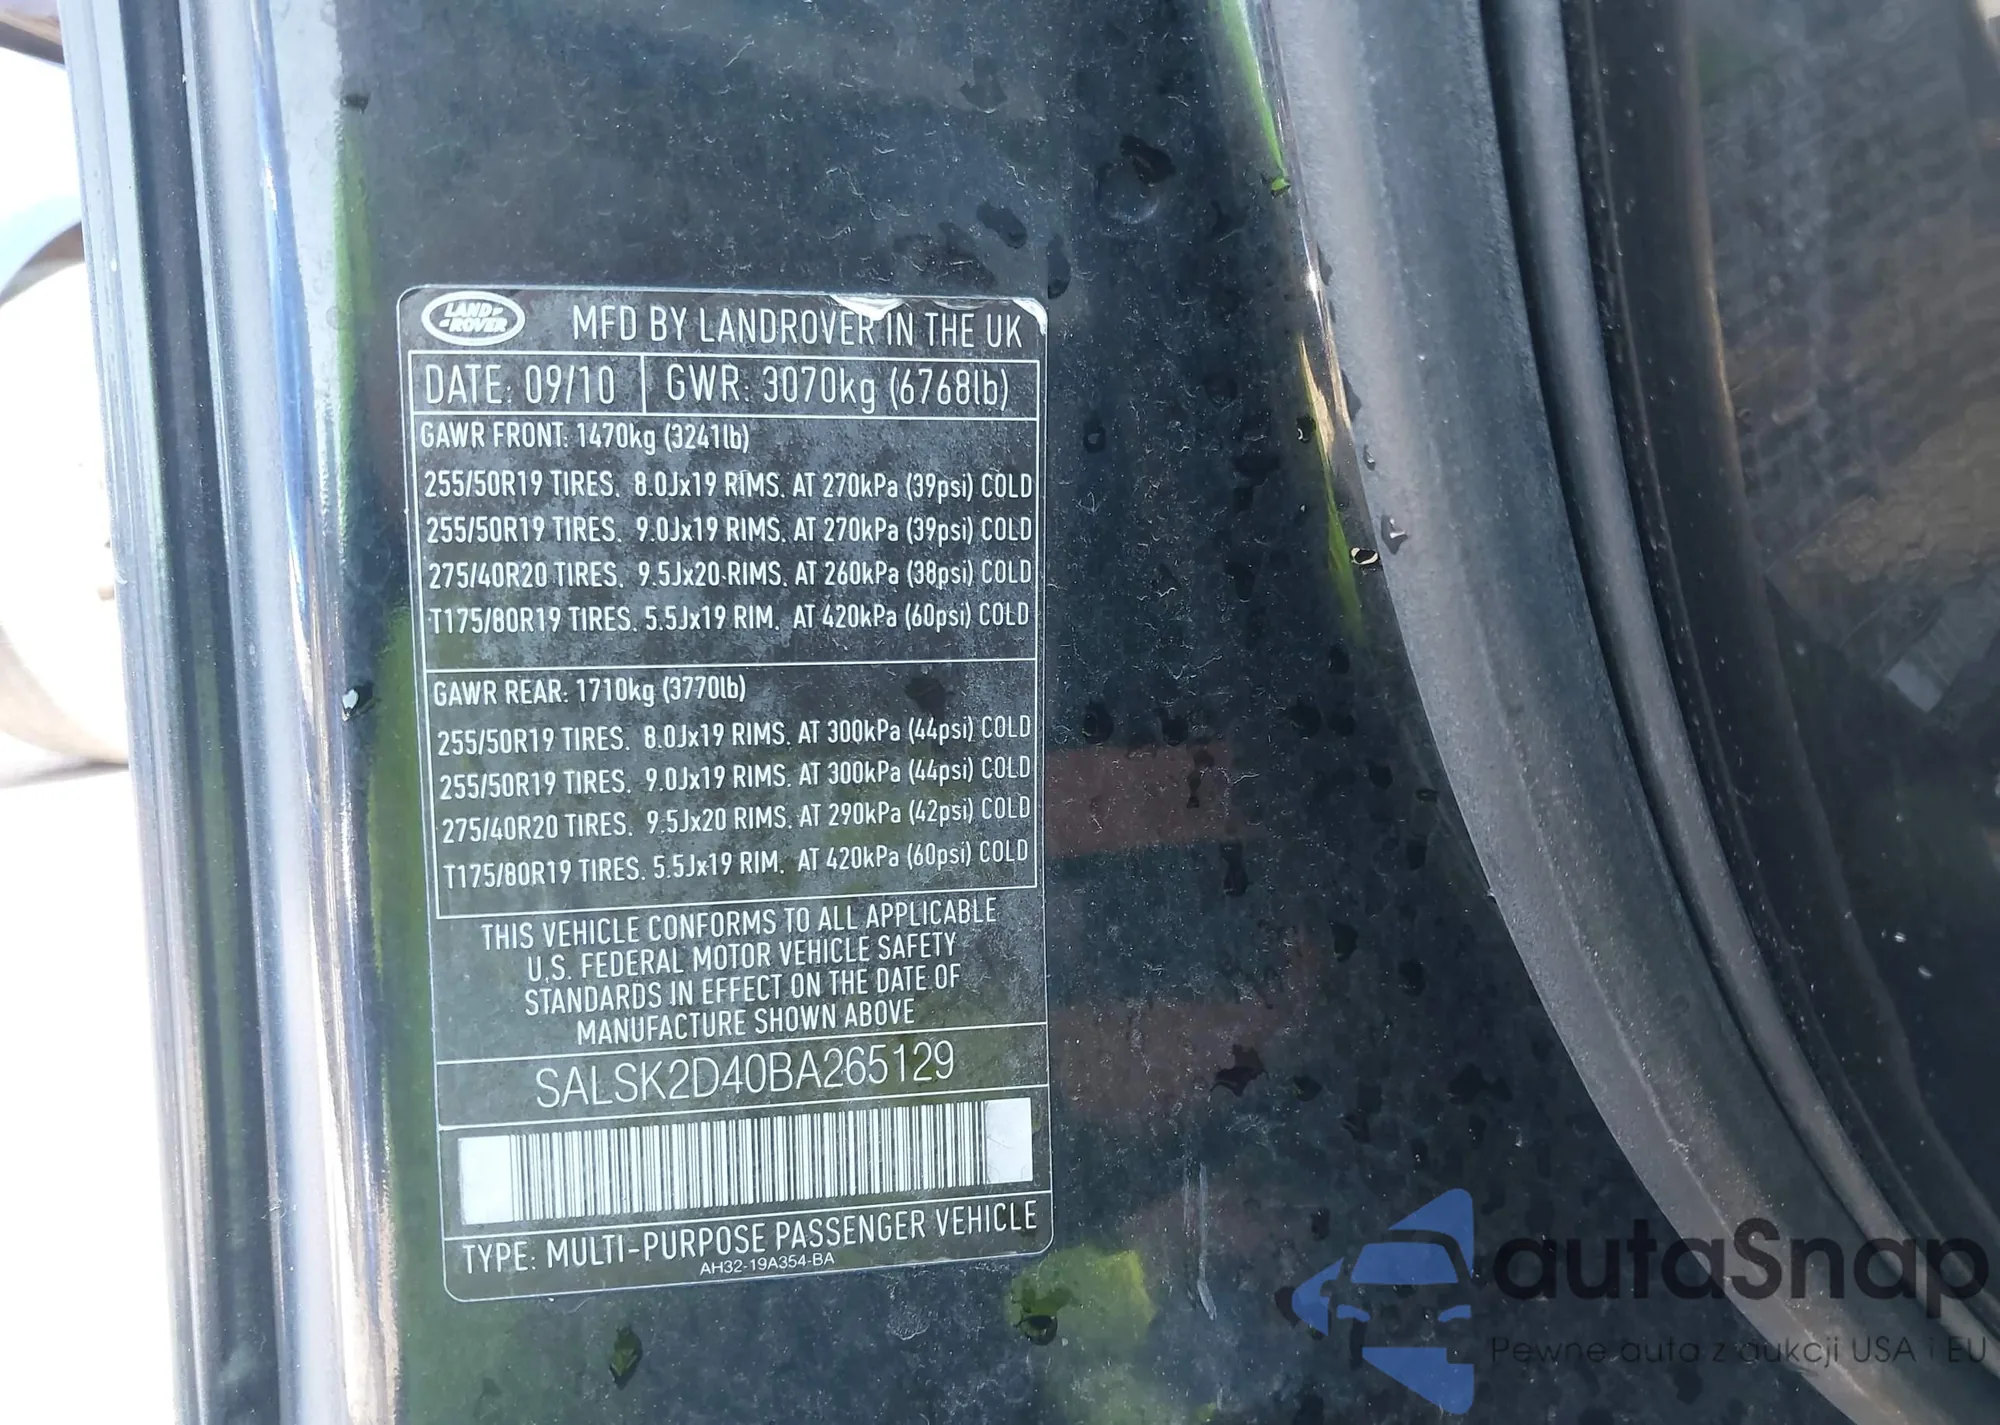 LAND ROVER
MFD BY LANDROVER IN THE UK
DATE: 09/10 GWR: 3070kg (6768lb)
GAWR FRONT: 1470kg (3241lb)
255/50R19 TIRES. 8.0Jx19 RIMS. AT 270kPa (39psi) COLD
255/50R19 TIRES. 9.0Jx19 RIMS. AT 270kPa (39psi) COLD
275/40R20 TIRES. 9.5Jx20 RIMS. AT 260kPa (38psi) COLD
T175/80R19 TIRES. 5.5Jx19 RIM. AT 420kPa (60psi) COLD
GAWR REAR: 1710kg (3770lb)
255/50R19 TIRES. 8.0Jx19 RIMS. AT 300kPa (44psi) COLD
255/50R19 TIRES. 9.0Jx19 RIMS. AT 300kPa (44psi) COLD
275/40R20 TIRES. 9.5Jx20 RIMS. AT 290kPa (42psi) COLD
T175/80R19 TIRES. 5.5Jx19 RIM. AT 420kPa (60psi) COLD
THIS VEHICLE CONFORMS TO ALL APPLICABLE
U.S. FEDERAL MOTOR VEHICLE SAFETY
STANDARDS IN EFFECT ON THE DATE OF
MANUFACTURE SHOWN ABOVE
SALSK2D40BA265129
TYPE: MULTI-PURPOSE PASSENGER VEHICLE
AH32-19A354-BA
autaSnap
Pewne auta z aukcji USA i EU